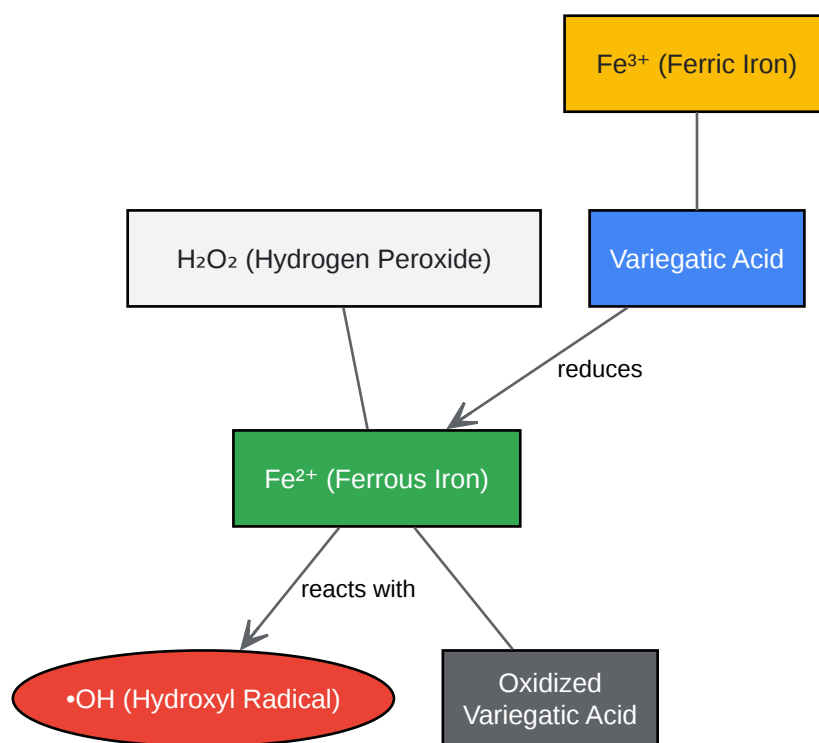 Fe³⁺ (Ferric Iron)
H₂O₂ (Hydrogen Peroxide)
Variegatic Acid
reduces
Fe²⁺ (Ferrous Iron)
reacts with
•OH (Hydroxyl Radical)
Oxidized
Variegatic Acid